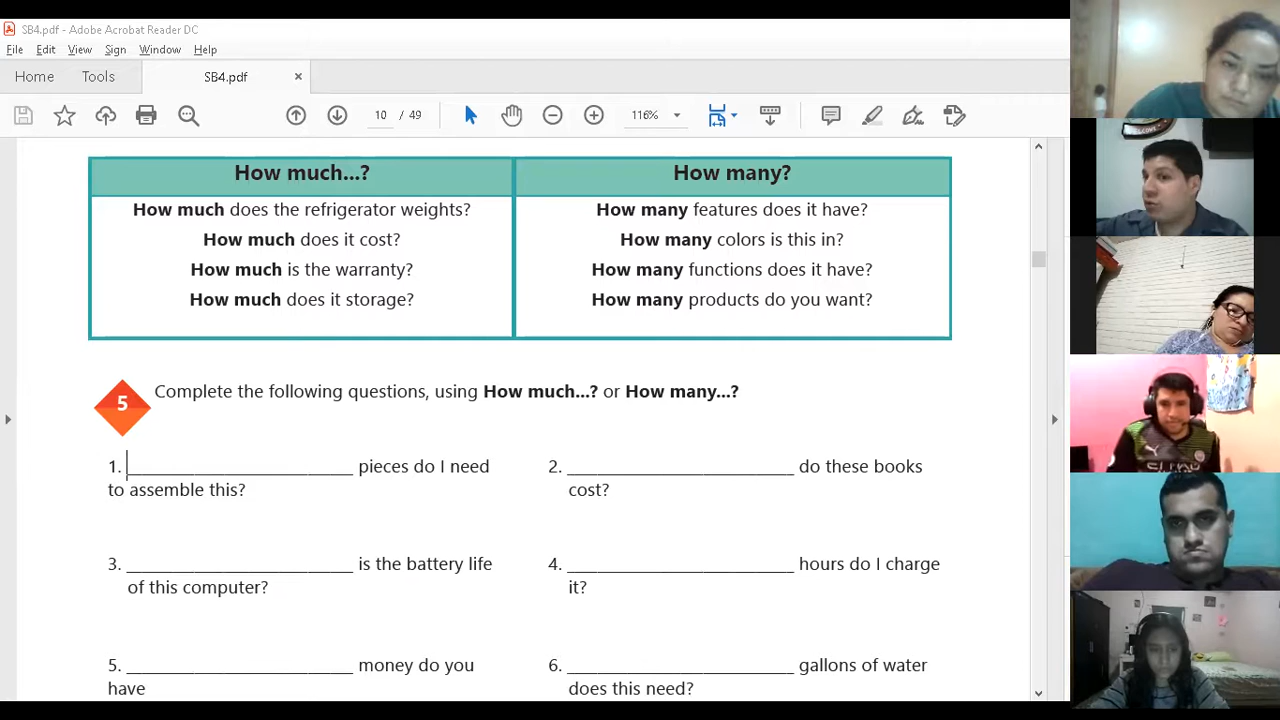 SB4.pdf - Adobe Acrobat Reader DC
File Edit View Sign Window Help
Home Tools SB4.pdf ×
10 / 49 116%
How much...? How many?
How much does the refrigerator weights? How many features does it have?
How much does it cost? How many colors is this in?
How much is the warranty? How many functions does it have?
How much does it storage? How many products do you want?
5 Complete the following questions, using How much...? or How many...?
1. ________________________ pieces do I need
to assemble this?
2. ________________________ do these books
cost?
3. ________________________ is the battery life
of this computer?
4. ________________________ hours do I charge
it?
5. ________________________ money do you
have
6. ________________________ gallons of water
does this need?